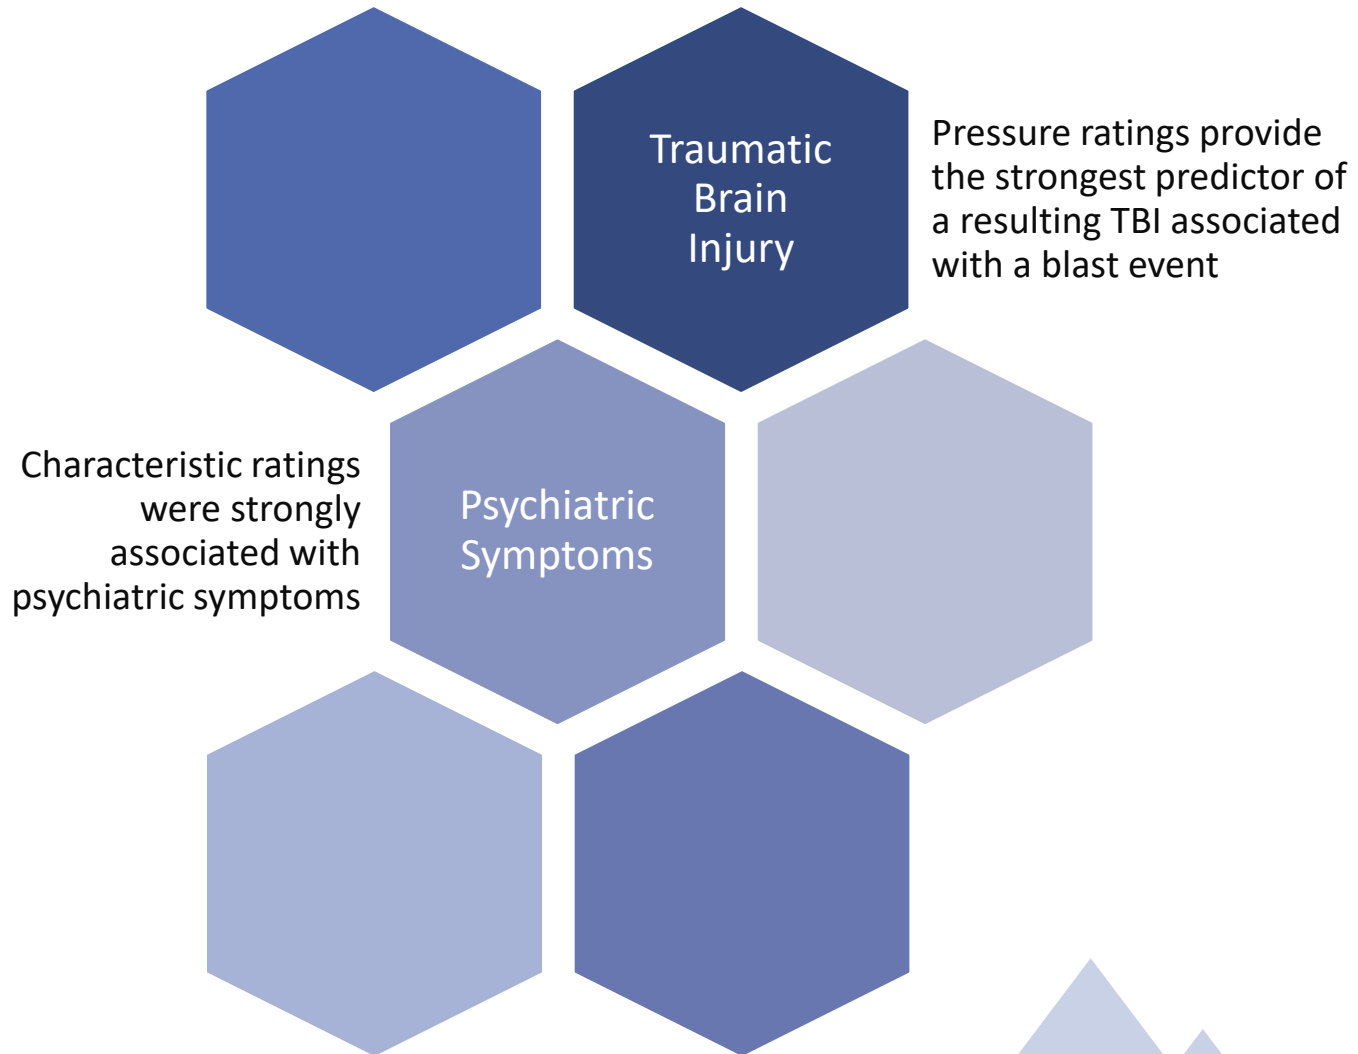 Traumatic
Brain
Injury
Pressure ratings provide
the strongest predictor of
a resulting TBI associated
with a blast event
Characteristic ratings
were strongly
associated with
psychiatric symptoms
Psychiatric
Symptoms